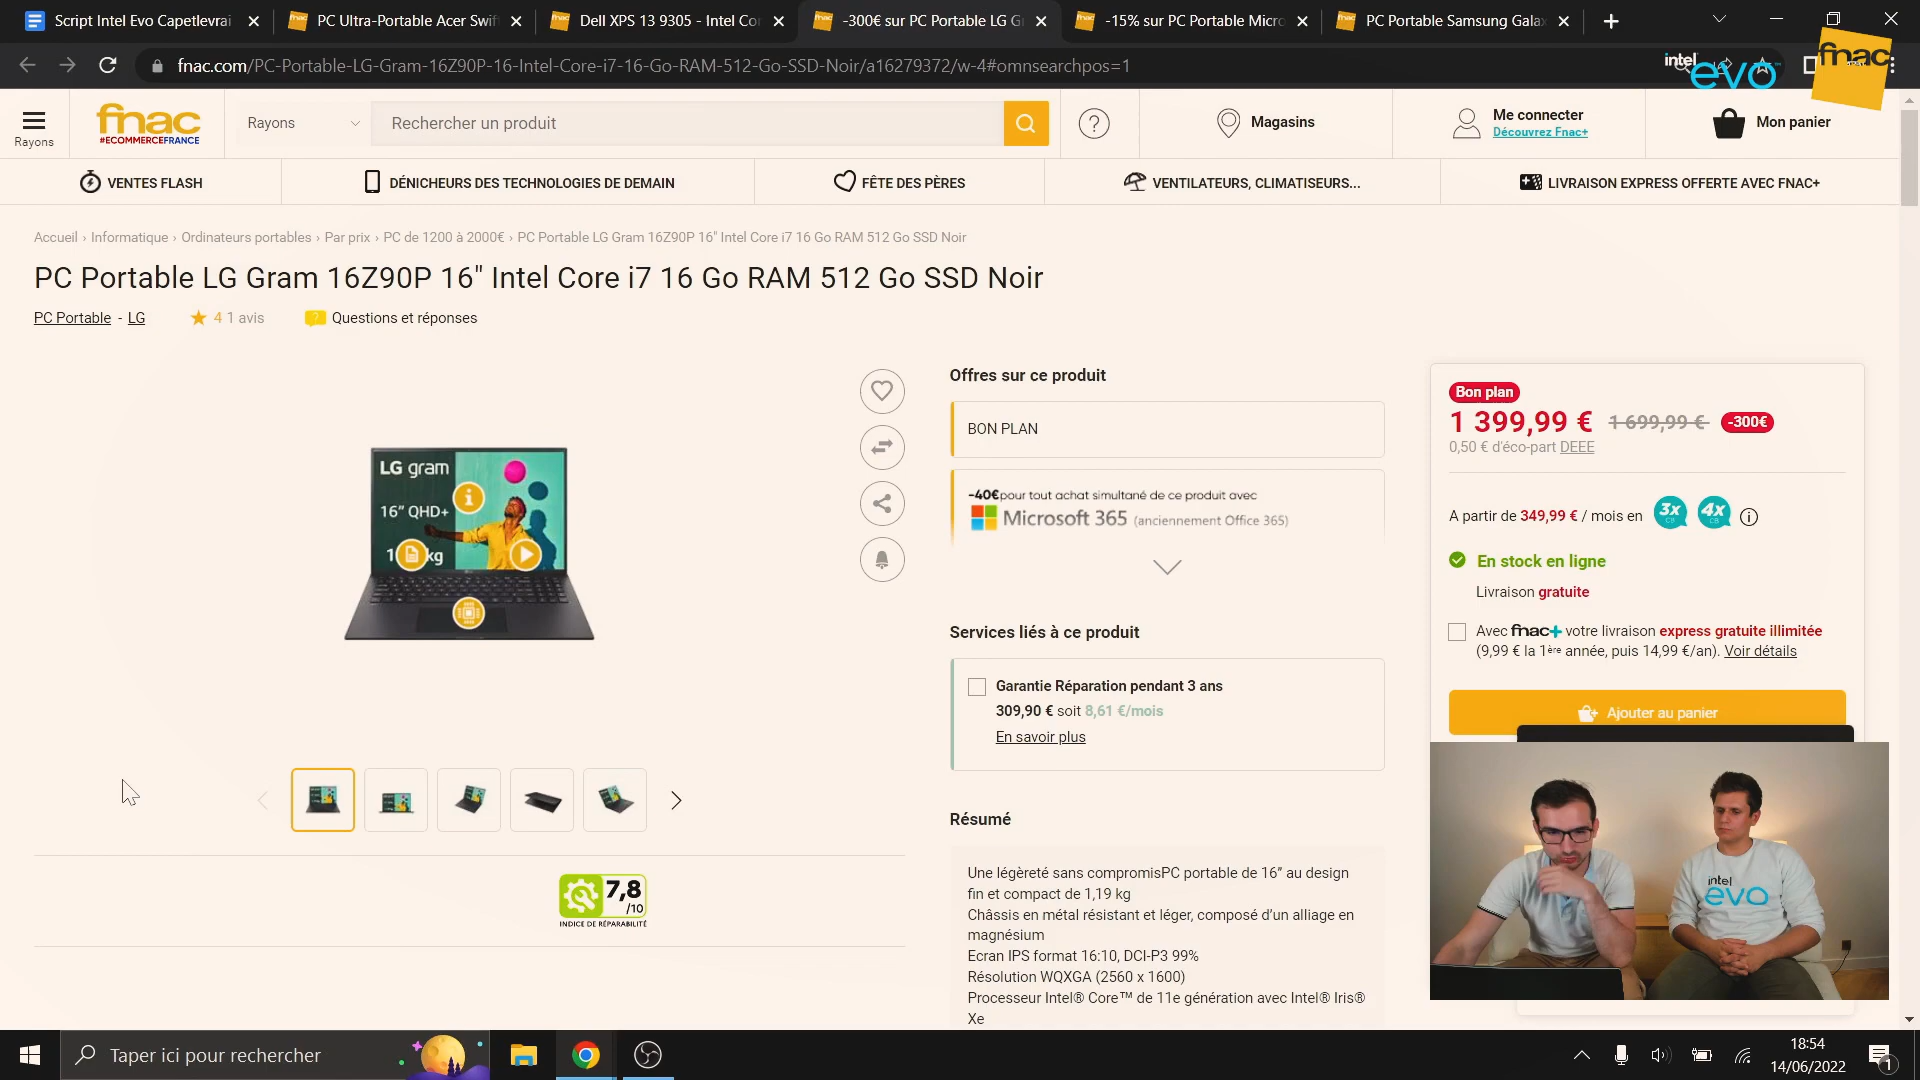 Script Intel Evo Capetlevrai
PC Ultra-Portable Acer Swif
Dell XPS 13 9305 - Intel Cor
-300€ sur PC Portable LG Gr
-15% sur PC Portable Micro
PC Portable Samsung Gala
fnac.com/PC-Portable-LG-Gram-16Z90P-16-Intel-Core-i7-16-Go-RAM-512-Go-SSD-Noir/a16279372/w-4#omnsearchpos=1
intel evo
fnac
Rayons
fnac
#ECOMMERCEFRANCE
Rayons
Rechercher un produit
Magasins
Me connecter
Découvrez Fnac+
Mon panier
VENTES FLASH
DÉNICHEURS DES TECHNOLOGIES DE DEMAIN
FÊTE DES PÈRES
VENTILATEURS, CLIMATISEURS...
LIVRAISON EXPRESS OFFERTE AVEC FNAC+
Accueil › Informatique › Ordinateurs portables › Par prix › PC de 1200 à 2000€ › PC Portable LG Gram 16Z90P 16" Intel Core i7 16 Go RAM 512 Go SSD Noir
PC Portable LG Gram 16Z90P 16" Intel Core i7 16 Go RAM 512 Go SSD Noir
PC Portable - LG
4 1 avis
Questions et réponses
LG gram
16” QHD+
kg
7,8
/10
INDICE DE RÉPARABILITÉ
Offres sur ce produit
BON PLAN
-40€ pour tout achat simultané de ce produit avec
Microsoft 365 (anciennement Office 365)
Services liés à ce produit
Garantie Réparation pendant 3 ans
309,90 € soit 8,61 €/mois
En savoir plus
Résumé
Une légèreté sans compromisPC portable de 16” au design
fin et compact de 1,19 kg
Châssis en métal résistant et léger, composé d’un alliage en
magnésium
Ecran IPS format 16:10, DCI-P3 99%
Résolution WQXGA (2560 x 1600)
Processeur Intel® Core™ de 11e génération avec Intel® Iris®
Xe
Bon plan
1 399,99 € 1 699,99 € -300€
0,50 € d'éco-part DEEE
A partir de 349,99 € / mois en 3x CB 4x CB
En stock en ligne
Livraison gratuite
Avec fnac+ votre livraison express gratuite illimitée
(9,99 € la 1ère année, puis 14,99 €/an). Voir détails
Ajouter au panier
intel
evo
Taper ici pour rechercher
18:54
14/06/2022
1